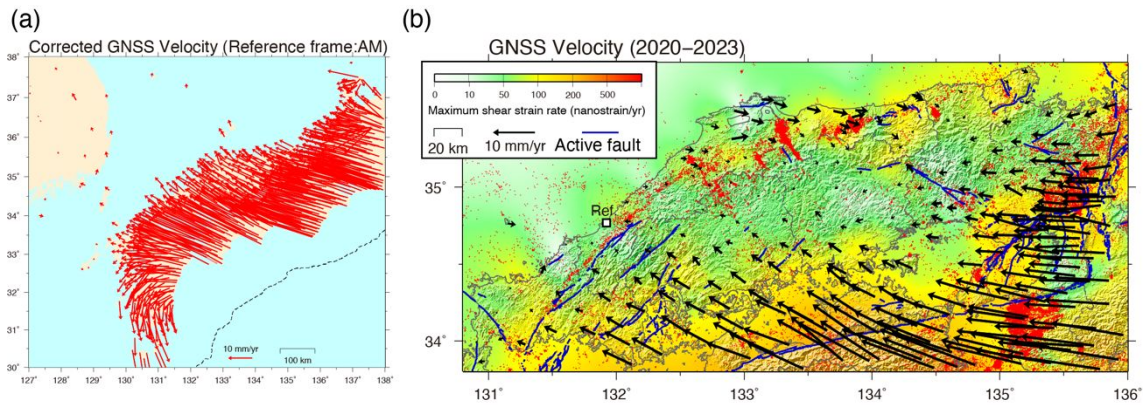 (a)
Corrected GNSS Velocity (Reference frame:AM)
38°
37°
36°
35°
34°
33°
32°
31°
30°
10 mm/yr
100 km
127° 128° 129° 130° 131° 132° 133° 134° 135° 136° 137° 138°
(b)
GNSS Velocity (2020–2023)
0 10 50 100 200 500
Maximum shear strain rate (nanostrain/yr)
20 km
10 mm/yr
Active fault
35°
Ref
34°
131° 132° 133° 134° 135° 136°